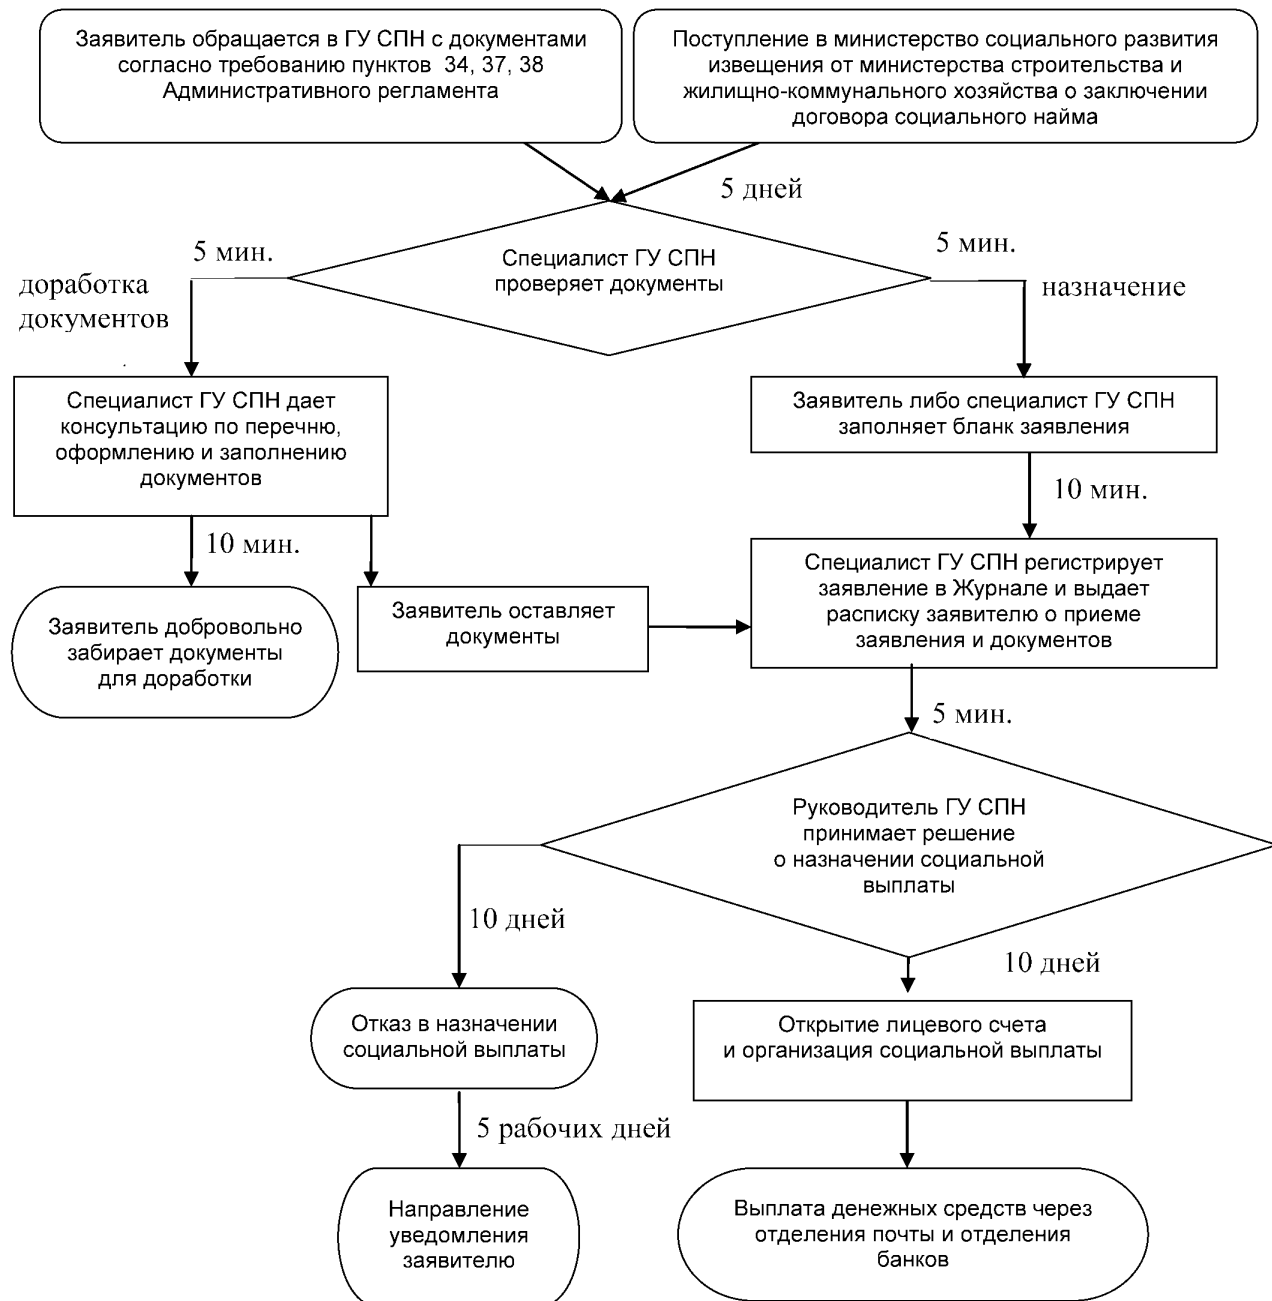 Заявитель обращается в ГУ СПН с документами
согласно требованию пунктов 34, 37, 38
Административного регламента
Поступление в министерство социального развития
извещения от министерства строительства и
жилищно-коммунального хозяйства о заключении
договора социального найма
5 дней
5 мин.
Специалист ГУ СПН
проверяет документы
5 мин.
доработка
документов
назначение
Специалист ГУ СПН дает
консультацию по перечню,
оформлению и заполнению
документов
Заявитель либо специалист ГУ СПН
заполняет бланк заявления
10 мин.
10 мин.
Специалист ГУ СПН регистрирует
заявление в Журнале и выдает
расписку заявителю о приеме
заявления и документов
Заявитель добровольно
забирает документы
для доработки
Заявитель оставляет
документы
5 мин.
Руководитель ГУ СПН
принимает решение
о назначении социальной
выплаты
10 дней
10 дней
Отказ в назначении
социальной выплаты
Открытие лицевого счета
и организация социальной выплаты
5 рабочих дней
Направление
уведомления
заявителю
Выплата денежных средств через
отделения почты и отделения
банков